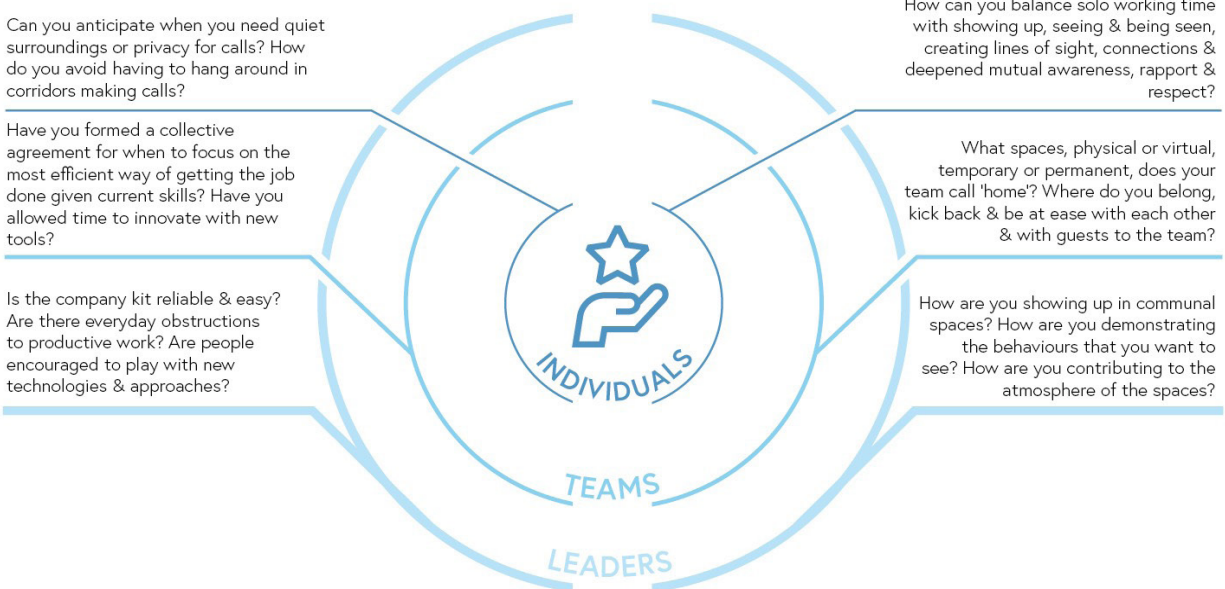 Can you anticipate when you need quiet
surroundings or privacy for calls? How
do you avoid having to hang around in
corridors making calls?
Have you formed a collective
agreement for when to focus on the
most efficient way of getting the job
done given current skills? Have you
allowed time to innovate with new
tools?
Is the company kit reliable & easy?
Are there everyday obstructions
to productive work? Are people
encouraged to play with new
technologies & approaches?
How can you balance solo working time
with showing up, seeing & being seen,
creating lines of sight, connections &
deepened mutual awareness, rapport &
respect?
What spaces, physical or virtual,
temporary or permanent, does your
team call 'home'? Where do you belong,
kick back & be at ease with each other
& with guests to the team?
How are you showing up in communal
spaces? How are you demonstrating
the behaviours that you want to
see? How are you contributing to the
atmosphere of the spaces?
INDIVIDUALS
TEAMS
LEADERS